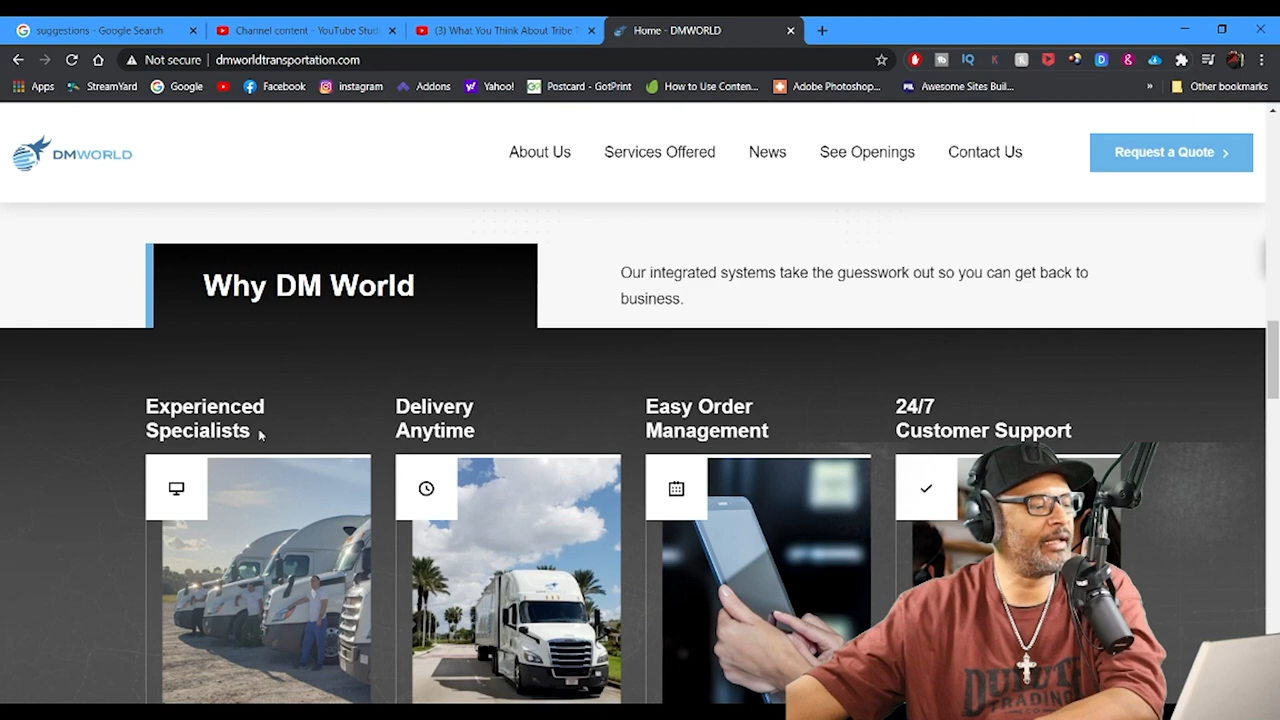 suggestions - Google Search
Channel content - YouTube Stud
(3) What You Think About Tribe T
Home - DMWORLD
Not secure
dmworldtransportation.com
Apps
StreamYard
Google
Facebook
instagram
Addons
Yahoo!
Postcard - GotPrint
How to Use Conten...
Adobe Photoshop...
Awesome Sites Buil...
»
Other bookmarks
DMWORLD
About Us
Services Offered
News
See Openings
Contact Us
Request a Quote
Why DM World
Our integrated systems take the guesswork out so you can get back to
business.
Experienced
Specialists
Delivery
Anytime
Easy Order
Management
24/7
Customer Support
TRADING